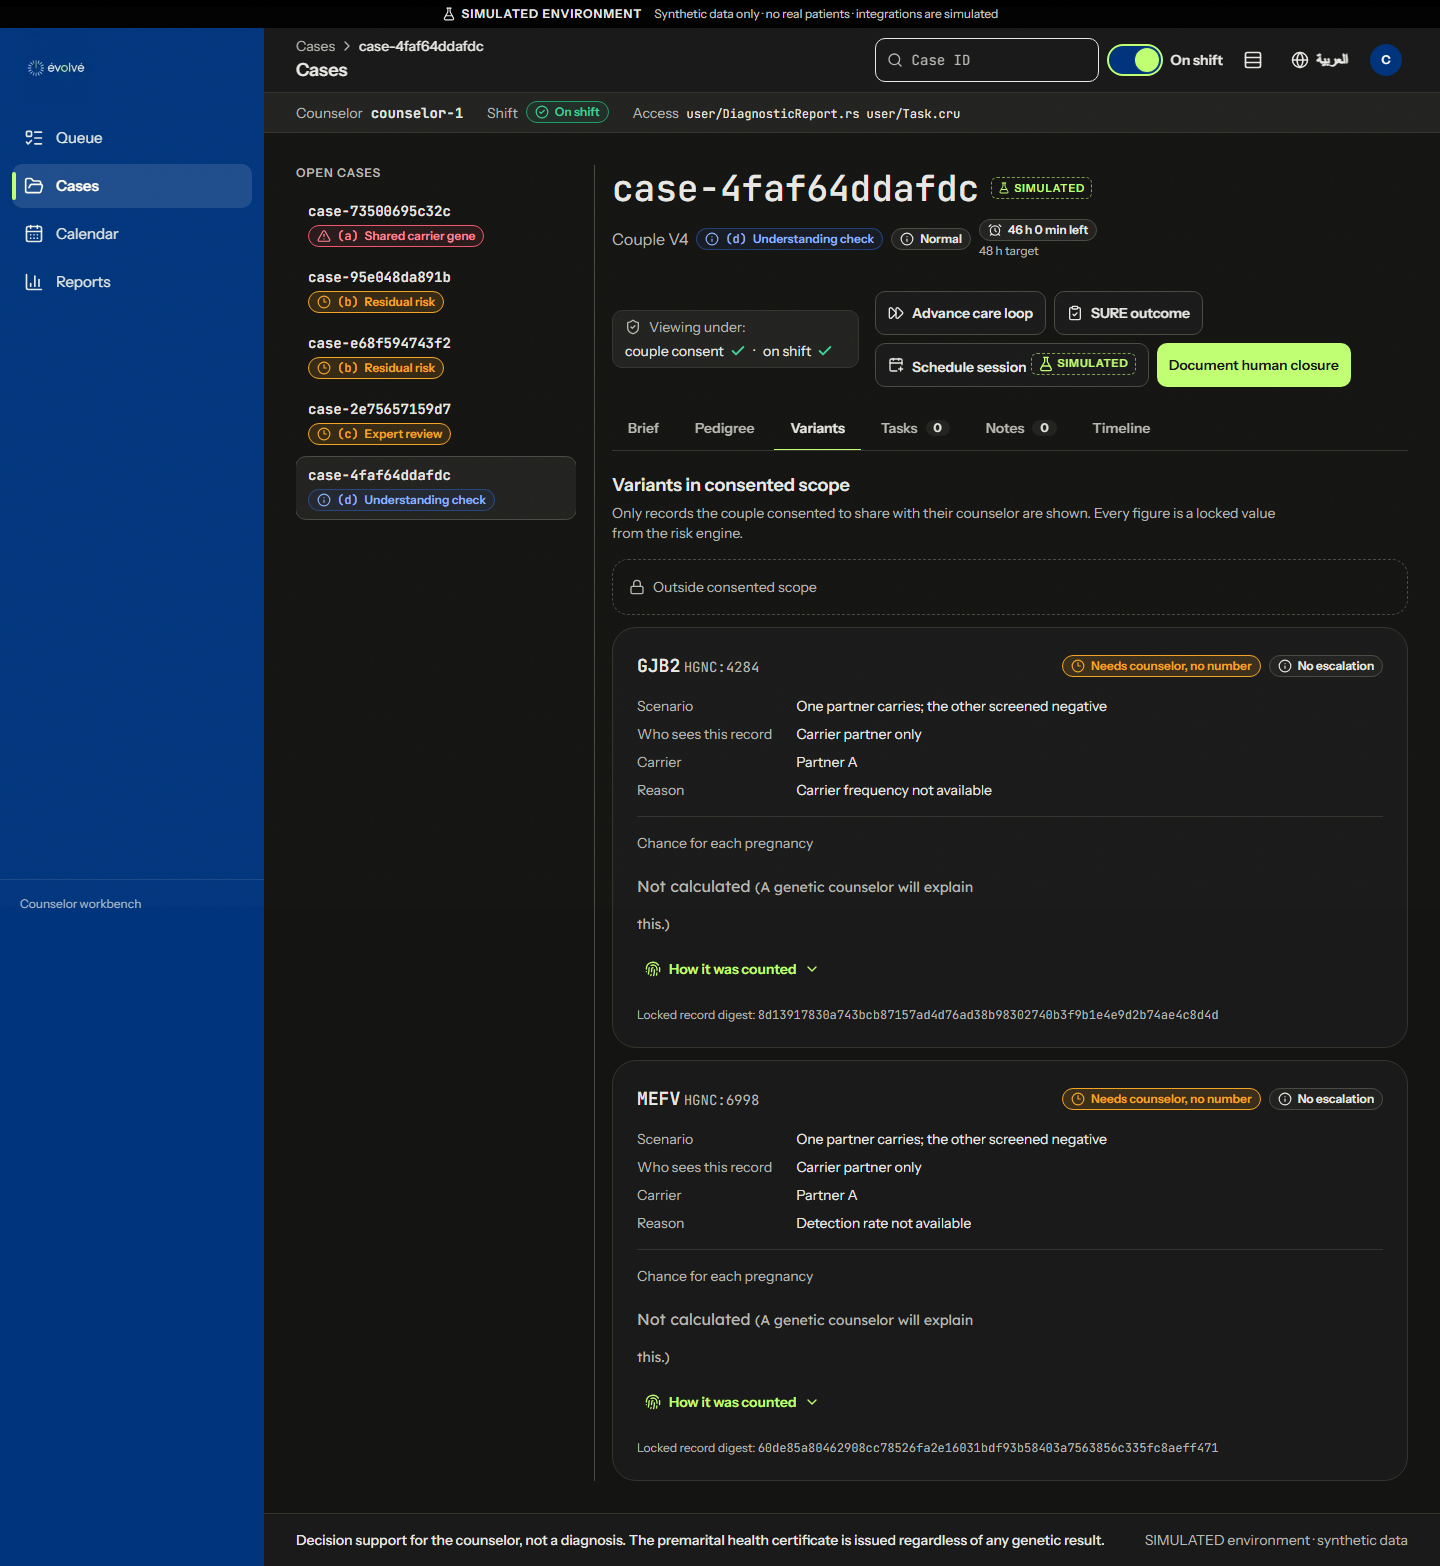 SIMULATED ENVIRONMENT Synthetic data only · no real patients · integrations are simulated
évolvé
Queue
Cases
Calendar
Reports
Counselor workbench
Cases > case-4faf64ddafdc
Cases
Case ID
On shift
العربية
C
Counselor counselor-1 Shift On shift Access user/DiagnosticReport.rs user/Task.cru
OPEN CASES
case-73500695c32c
(a) Shared carrier gene
case-95e048da891b
(b) Residual risk
case-e68f594743f2
(b) Residual risk
case-2e75657159d7
(c) Expert review
case-4faf64ddafdc
(d) Understanding check
case-4faf64ddafdc SIMULATED
Couple V4 (d) Understanding check Normal 46 h 0 min left
48 h target
Viewing under:
couple consent · on shift
Advance care loop
SURE outcome
Schedule session SIMULATED
Document human closure
Brief Pedigree Variants Tasks 0 Notes 0 Timeline
Variants in consented scope
Only records the couple consented to share with their counselor are shown. Every figure is a locked value
from the risk engine.
Outside consented scope
GJB2 HGNC:4284 Needs counselor, no number No escalation
Scenario One partner carries; the other screened negative
Who sees this record Carrier partner only
Carrier Partner A
Reason Carrier frequency not available
Chance for each pregnancy
Not calculated (A genetic counselor will explain
this.)
How it was counted
Locked record digest: 8d13917830a743bcb87157ad4d76ad38b98302740b3f9b1e4e9d2b74ae4c8d4d
MEFV HGNC:6998 Needs counselor, no number No escalation
Scenario One partner carries; the other screened negative
Who sees this record Carrier partner only
Carrier Partner A
Reason Detection rate not available
Chance for each pregnancy
Not calculated (A genetic counselor will explain
this.)
How it was counted
Locked record digest: 60de85a80462908cc78526fa2e16031bdf93b58403a7563856c335fc8aeff471
Decision support for the counselor, not a diagnosis. The premarital health certificate is issued regardless of any genetic result.
SIMULATED environment · synthetic data